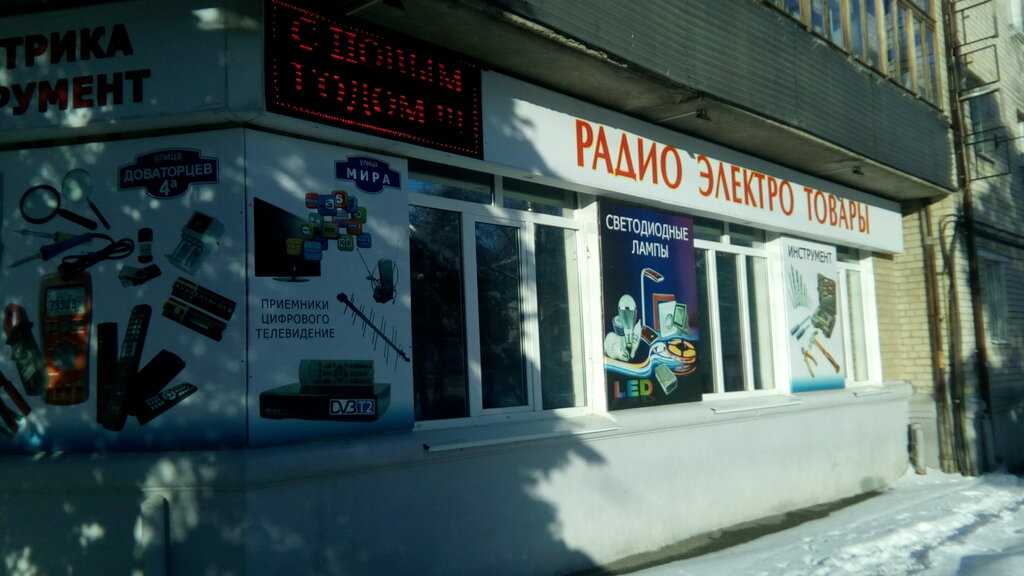 ТРИКА
РУМЕНТ
С НОВЫМ
ГОДОМ !!!
РАДИО ЭЛЕКТРО ТОВАРЫ
УЛИЦА
ДОВАТОРЦЕВ
4а
УЛИЦА
МИРА
ПРИЕМНИКИ
ЦИФРОВОГО
ТЕЛЕВИДЕНИЕ
DVB T2
СВЕТОДИОДНЫЕ
ЛАМПЫ
LED
ИНСТРУМЕНТ